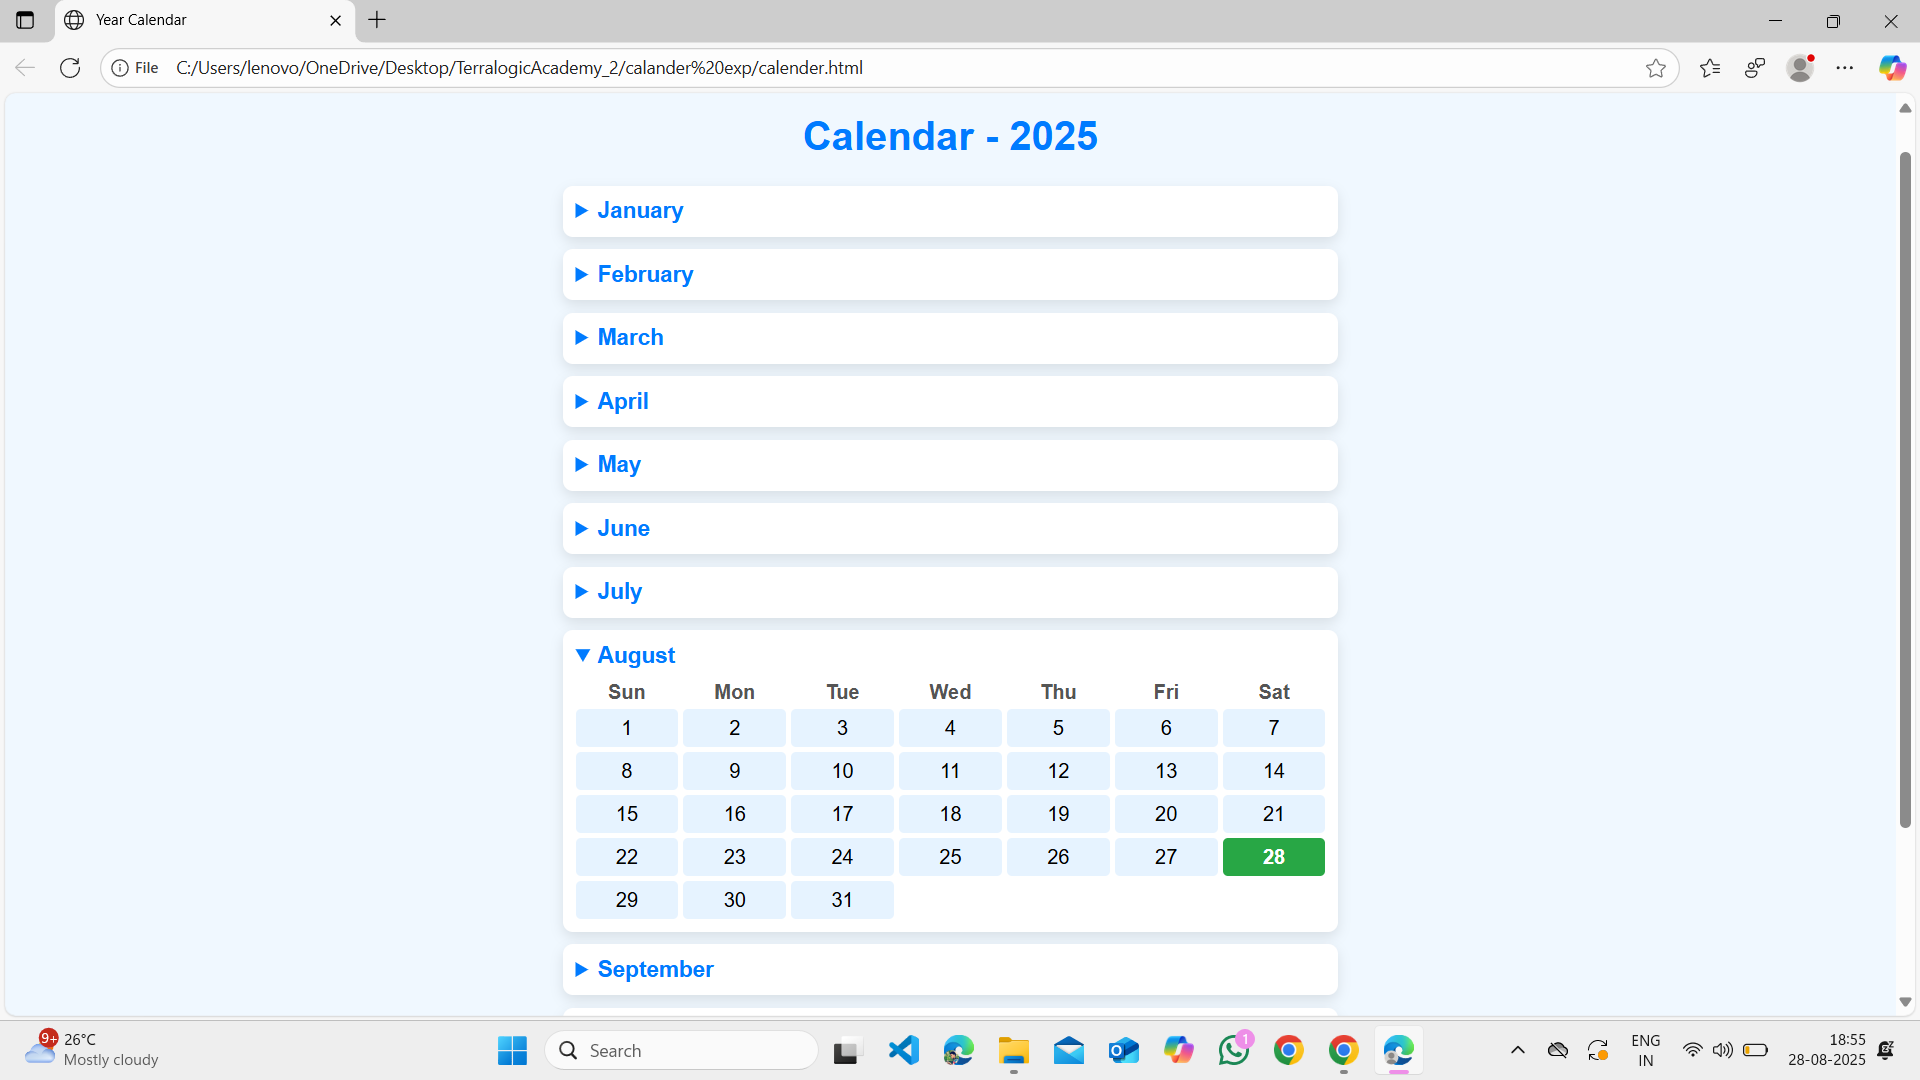 Year Calendar
File C:/Users/lenovo/OneDrive/Desktop/TerralogicAcademy_2/calander%20exp/calender.html
Calendar - 2025
January
February
March
April
May
June
July
August
Sun Mon Tue Wed Thu Fri Sat
1 2 3 4 5 6 7
8 9 10 11 12 13 14
15 16 17 18 19 20 21
22 23 24 25 26 27 28
29 30 31
September
9+ 26°C
Mostly cloudy
Search
1
ENG
IN
18:55
28-08-2025